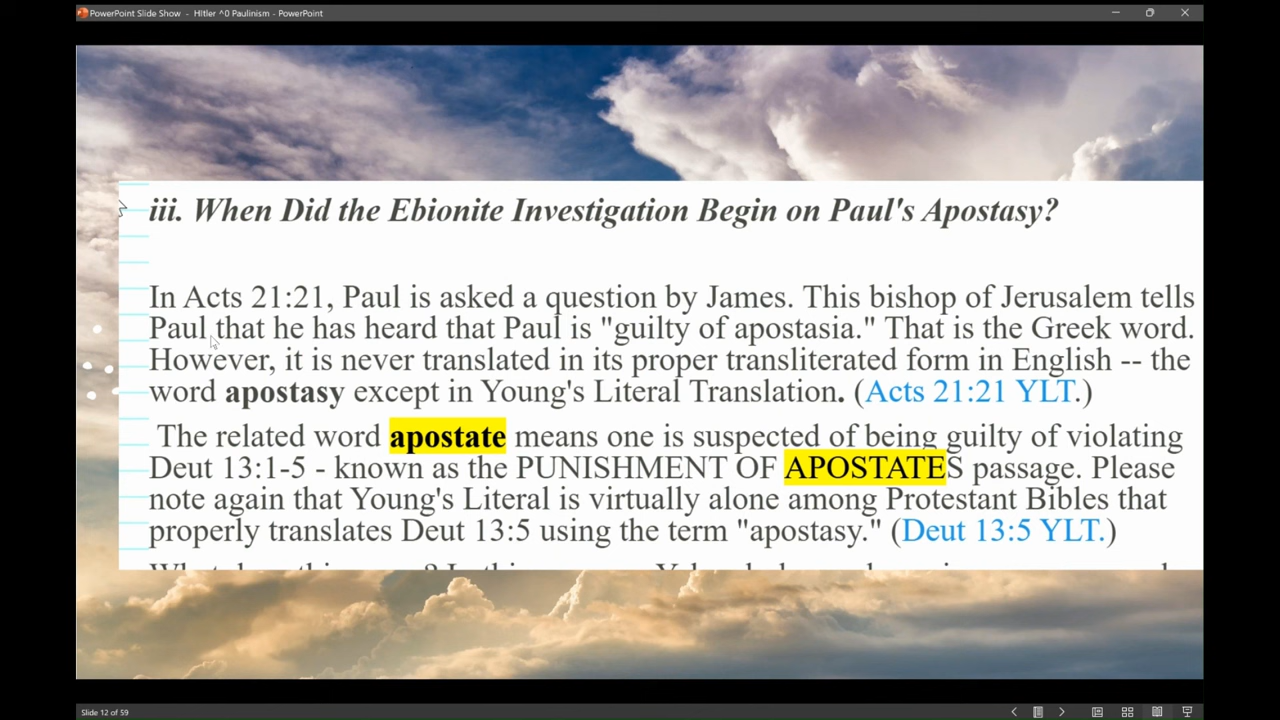 PowerPoint Slide Show - HItler ^0 Paulinism - PowerPoint
iii. When Did the Ebionite Investigation Begin on Paul's Apostasy?
In Acts 21:21, Paul is asked a question by James. This bishop of Jerusalem tells
Paul that he has heard that Paul is "guilty of apostasia." That is the Greek word.
However, it is never translated in its proper transliterated form in English -- the
word apostasy except in Young's Literal Translation. (Acts 21:21 YLT.)
The related word apostate means one is suspected of being guilty of violating
Deut 13:1-5 - known as the PUNISHMENT OF APOSTATES passage. Please
note again that Young's Literal is virtually alone among Protestant Bibles that
properly translates Deut 13:5 using the term "apostasy." (Deut 13:5 YLT.)
Slide 12 of 59